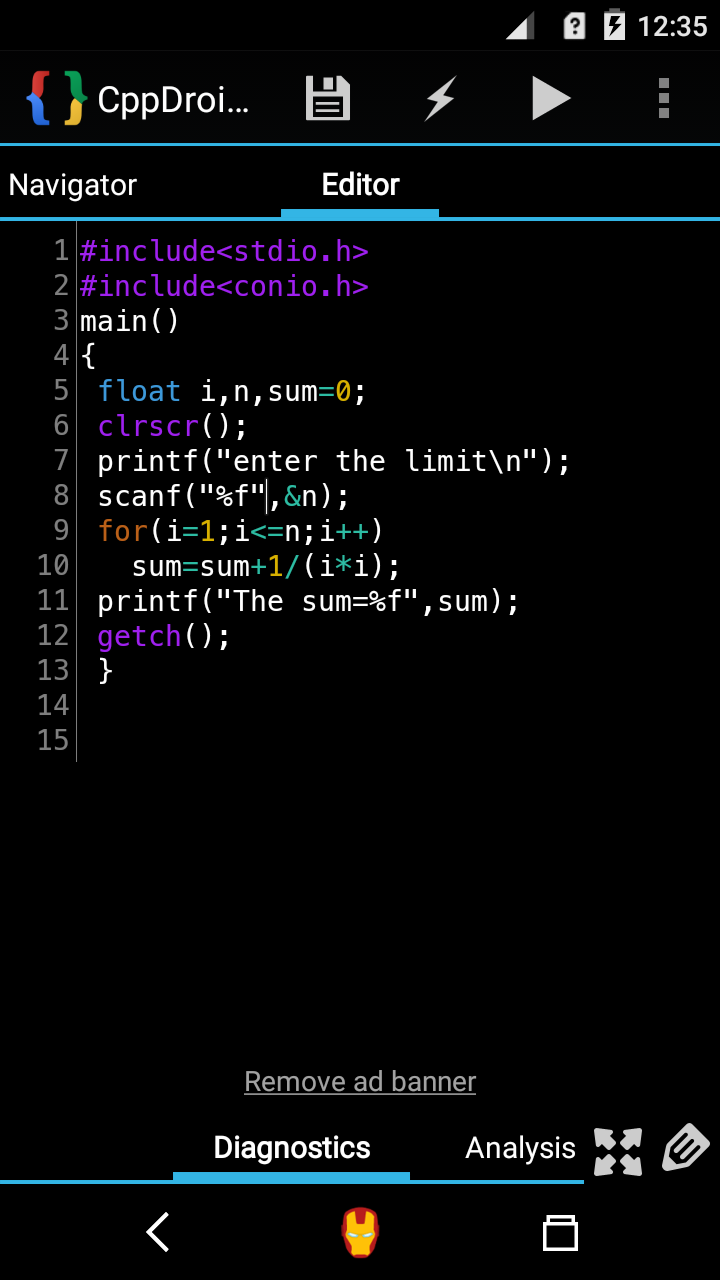 12:35
CppDroi...
Navigator Editor
1 #include<stdio.h>
2 #include<conio.h>
3 main()
4 {
5 float i,n,sum=0;
6 clrscr();
7 printf("enter the limit\n");
8 scanf("%f",&n);
9 for(i=1;i<=n;i++)
10 sum=sum+1/(i*i);
11 printf("The sum=%f",sum);
12 getch();
13 }
14
15
Remove ad banner
Diagnostics Analysis